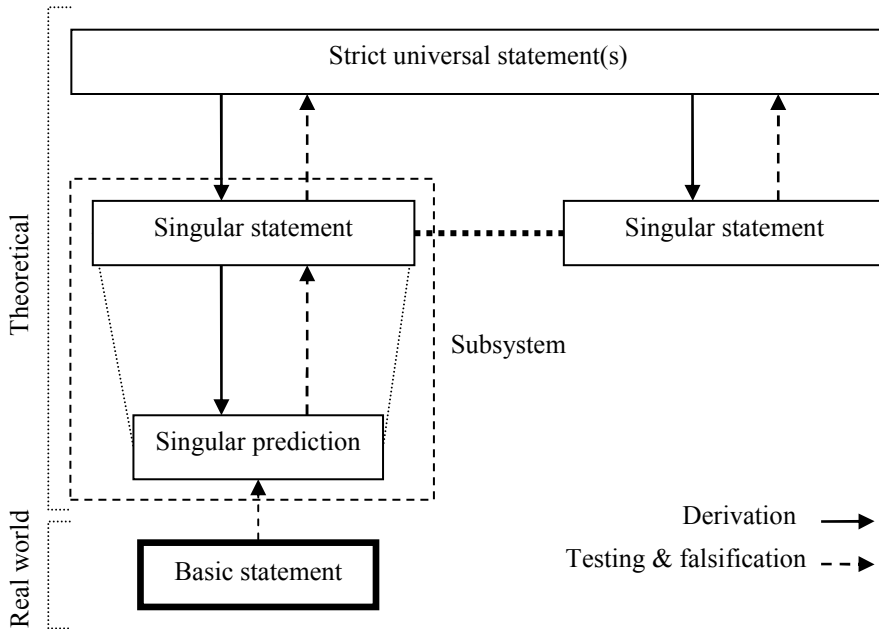 Strict universal statement(s)
Singular statement
Singular statement
Theoretical
Subsystem
Singular prediction
Real world
Derivation
Basic statement
Testing & falsification